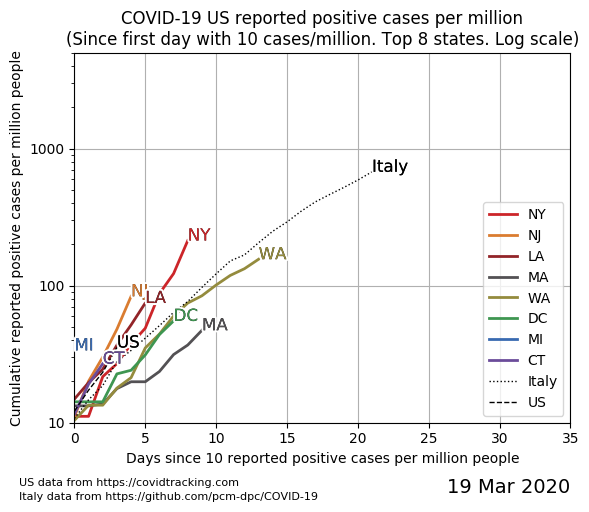 COVID-19 US reported positive cases per million
(Since first day with 10 cases/million. Top 8 states. Log scale)
Cumulative reported positive cases per million people
1000
100
10
Italy
NY
WA
NJ
LA
DC
MA
MI
US
CT
NY
NJ
LA
MA
WA
DC
MI
CT
Italy
US
0 5 10 15 20 25 30 35
Days since 10 reported positive cases per million people
US data from https://covidtracking.com
Italy data from https://github.com/pcm-dpc/COVID-19
19 Mar 2020